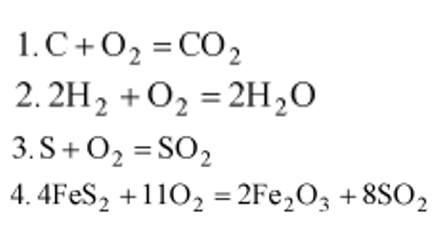 1. C + O₂ = CO₂
2. 2H₂ + O₂ = 2H₂O
3. S + O₂ = SO₂
4. 4FeS₂ + 11O₂ = 2Fe₂O₃ + 8SO₂